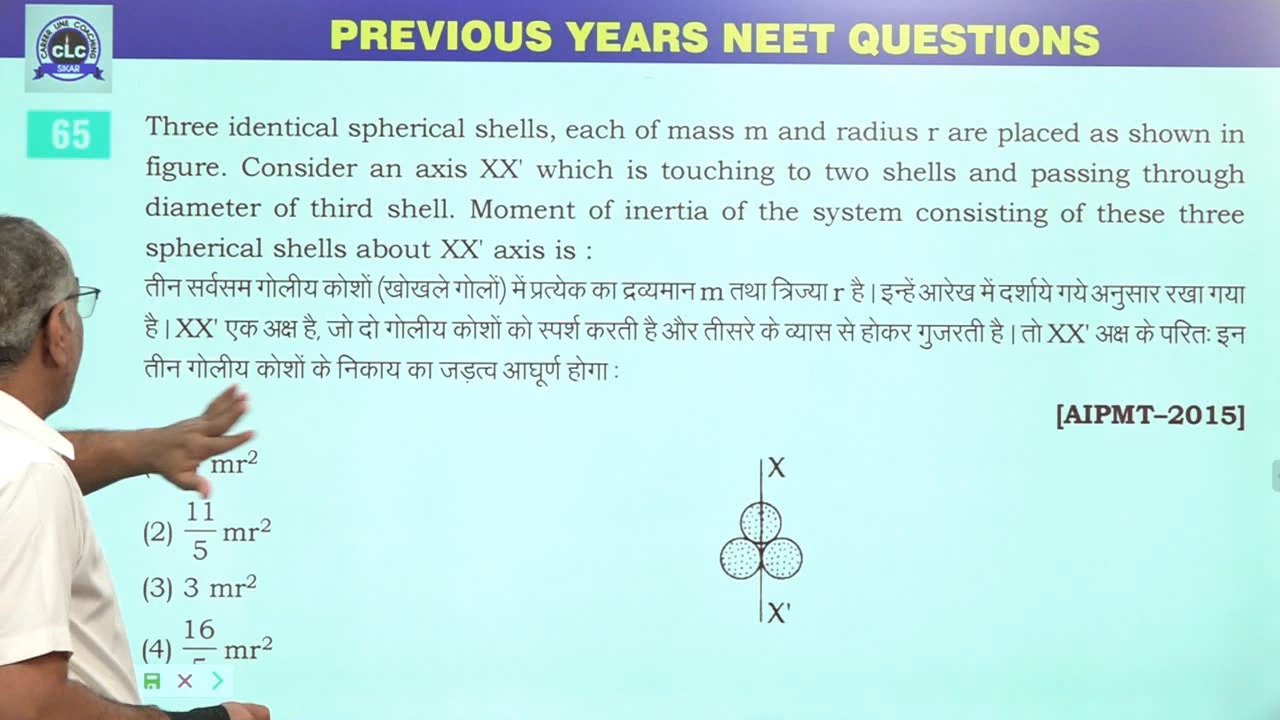 PREVIOUS YEARS NEET QUESTIONS
CAREER LINE COACHING
CLC
SIKAR
65
Three identical spherical shells, each of mass m and radius r are placed as shown in
figure. Consider an axis XX' which is touching to two shells and passing through
diameter of third shell. Moment of inertia of the system consisting of these three
spherical shells about XX' axis is :
तीन सर्वसम गोलीय कोशों (खोखले गोलों) में प्रत्येक का द्रव्यमान m तथा त्रिज्या r है। इन्हें आरेख में दर्शाये गये अनुसार रखा गया
है। XX' एक अक्ष है, जो दो गोलीय कोशों को स्पर्श करती है और तीसरे के व्यास से होकर गुजरती है। तो XX' अक्ष के परितः इन
तीन गोलीय कोशों के निकाय का जड़त्व आघूर्ण होगा :
[AIPMT–2015]
mr²
(2) 11/5 mr²
(3) 3 mr²
(4) 16/5 mr²
X
X'